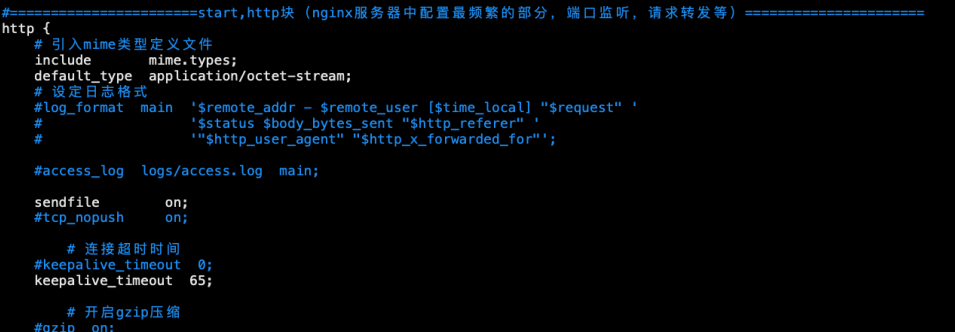 #=======================start,http块（nginx服务器中配置最频繁的部分，端口监听，请求转发等）======================
http {
    # 引入mime类型定义文件
    include       mime.types;
    default_type  application/octet-stream;
    # 设定日志格式
    #log_format  main  '$remote_addr - $remote_user [$time_local] "$request" '
    #                  '$status $body_bytes_sent "$http_referer" '
    #                  '"$http_user_agent" "$http_x_forwarded_for"';

    #access_log  logs/access.log  main;

    sendfile        on;
    #tcp_nopush     on;

        # 连接超时时间
    #keepalive_timeout  0;
    keepalive_timeout  65;

        # 开启gzip压缩
    #gzip  on;